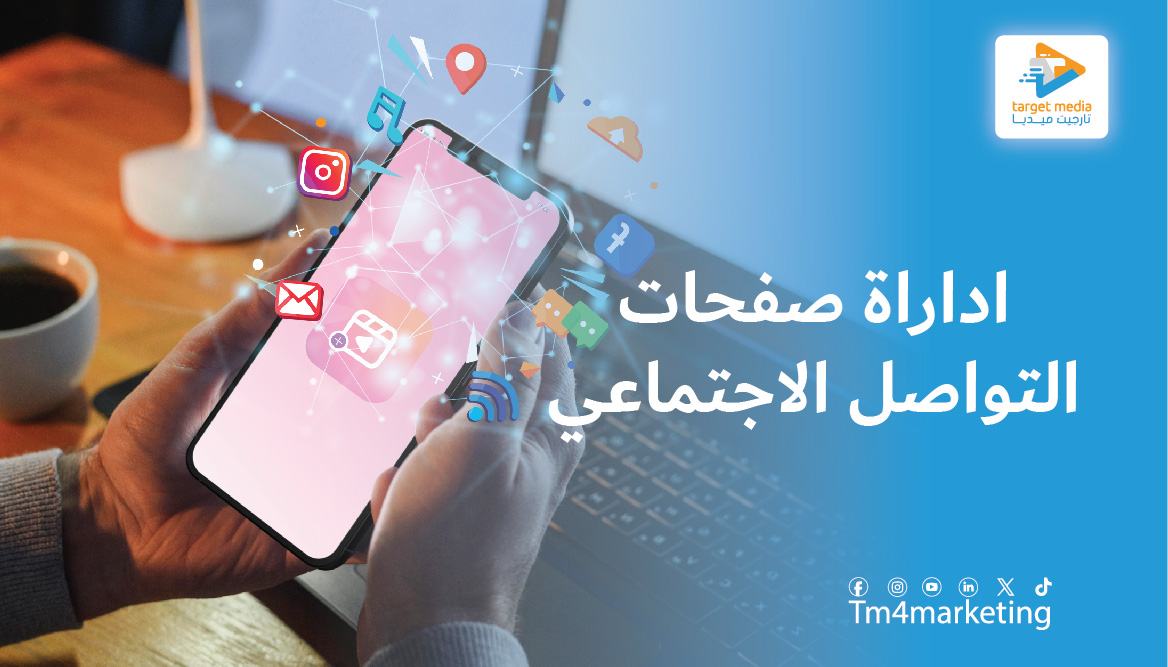 target media
تارجيت ميديا
اداراة صفحات
التواصل الاجتماعي
Tm4marketing